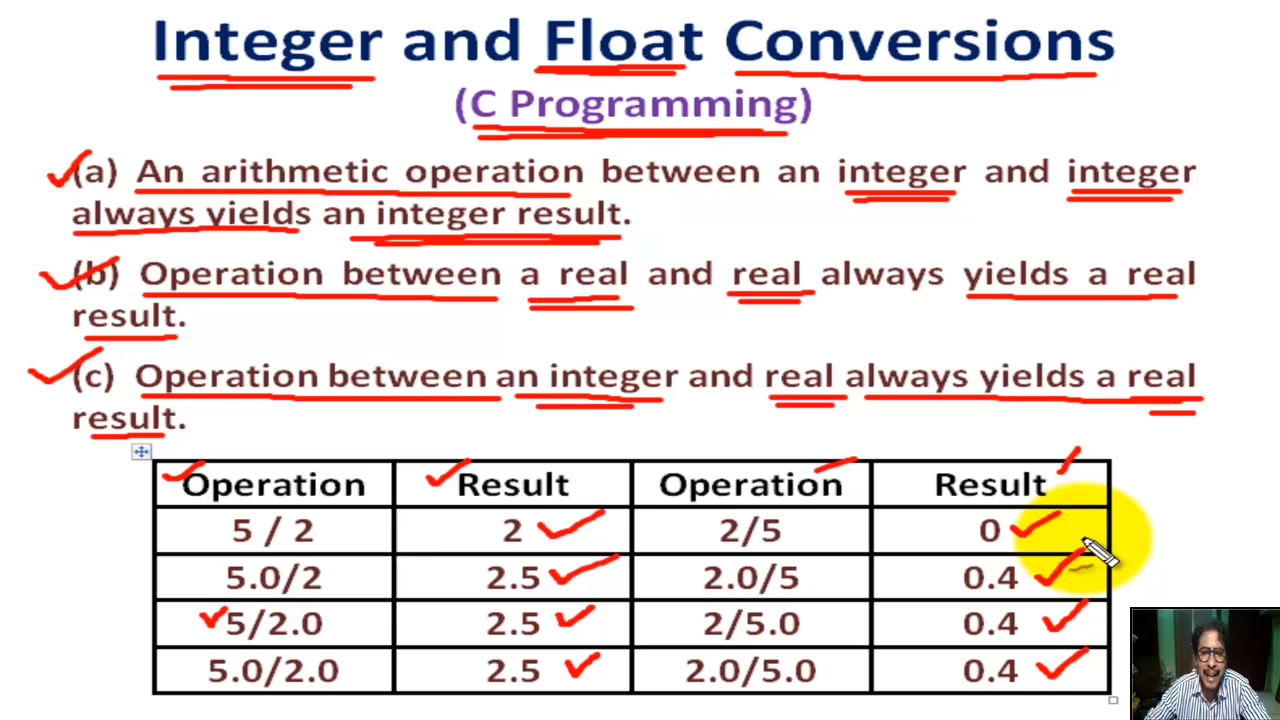 Integer and Float Conversions
(C Programming)
(a) An arithmetic operation between an integer and integer
always yields an integer result.
(b) Operation between a real and real always yields a real
result.
(c) Operation between an integer and real always yields a real
result.
Operation Result Operation Result
5 / 2 2 2/5 0
5.0/2 2.5 2.0/5 0.4
5/2.0 2.5 2/5.0 0.4
5.0/2.0 2.5 2.0/5.0 0.4